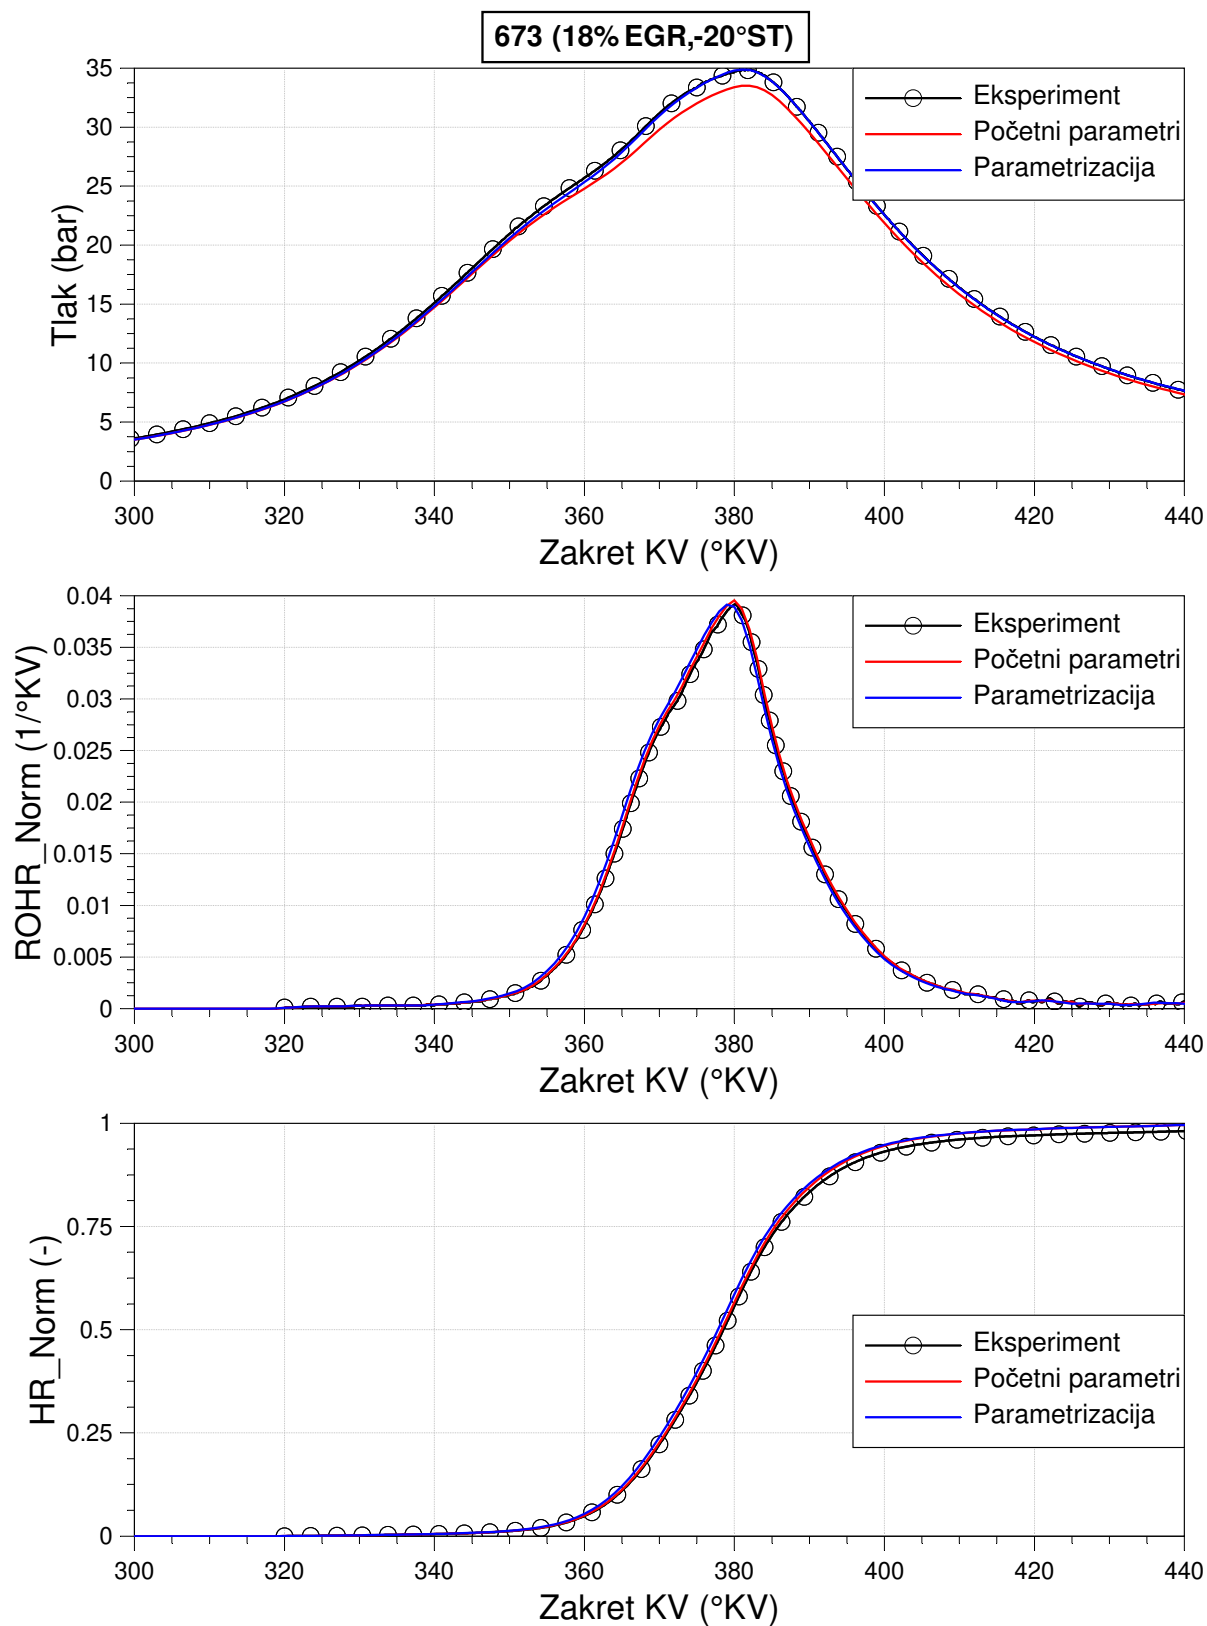 673 (18% EGR,-20°ST)
35
30
25
20
15
10
5
0
Tlak (bar)
Eksperiment
Početni parametri
Parametrizacija
300 320 340 360 380 400 420 440
Zakret KV (°KV)
0.04
0.035
0.03
0.025
0.02
0.015
0.01
0.005
0
ROHR_Norm (1/°KV)
Eksperiment
Početni parametri
Parametrizacija
300 320 340 360 380 400 420 440
Zakret KV (°KV)
1
0.75
0.5
0.25
0
HR_Norm (-)
Eksperiment
Početni parametri
Parametrizacija
300 320 340 360 380 400 420 440
Zakret KV (°KV)